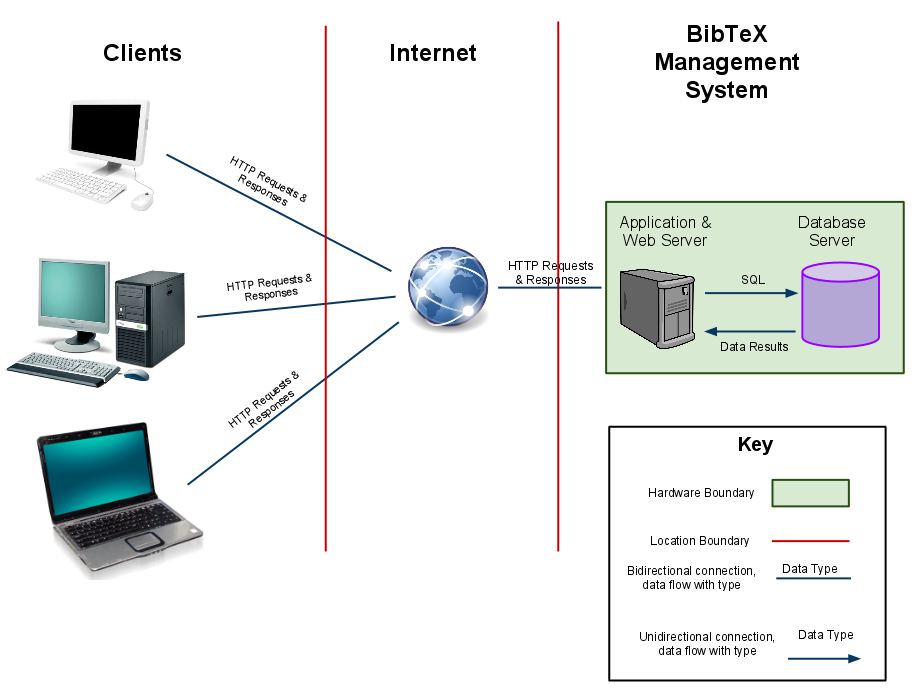 Clients
Internet
BibTeX
Management
System
HTTP Requests &
Responses
HTTP Requests &
Responses
HTTP Requests &
Responses
HTTP Requests
& Responses
Application &
Web Server
Database
Server
SQL
Data Results
Key
Hardware Boundary
Location Boundary
Bidirectional connection,
data flow with type
Data Type
Unidirectional connection,
data flow with type
Data Type